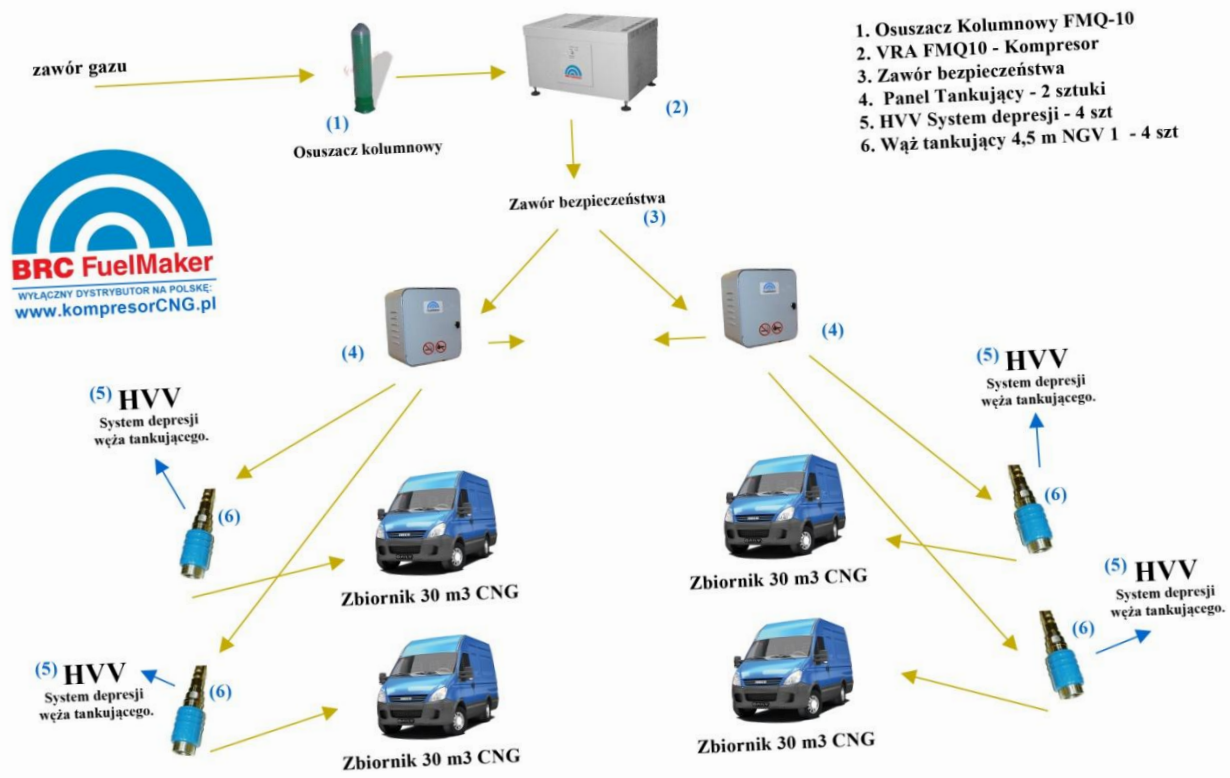 zawór gazu
(1)
Osuszacz kolumnowy
FuelMaker
(2)
1. Osuszacz Kolumnowy FMQ-10
2. VRA FMQ10 - Kompresor
3. Zawór bezpieczeństwa
4. Panel Tankujący - 2 sztuki
5. HVV System depresji - 4 szt
6. Wąż tankujący 4,5 m NGV 1 - 4 szt
Zawór bezpieczeństwa
(3)
BRC FuelMaker
WYŁĄCZNY DYSTRYBUTOR NA POLSKĘ:
www.kompresorCNG.pl
(4)
(4)
(5) HVV
System depresji
węża tankującego.
(6)
(5)
HVV
System depresji
węża tankującego.
(6)
Zbiornik 30 m3 CNG
Zbiornik 30 m3 CNG
(5) HVV
System depresji
węża tankującego.
(6)
(5) HVV
System depresji
węża tankującego.
(6)
Zbiornik 30 m3 CNG
Zbiornik 30 m3 CNG